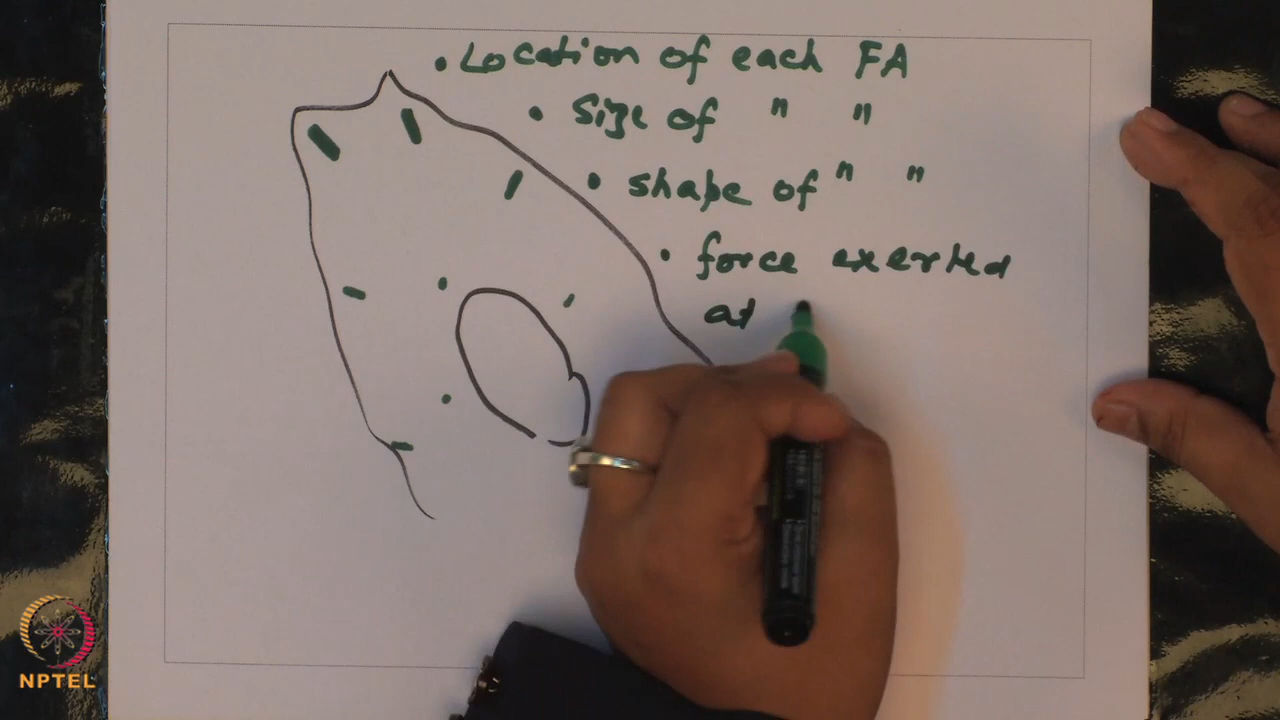 • Location of each FA
• Size of " "
• shape of " "
• force exerted
at
NPTEL